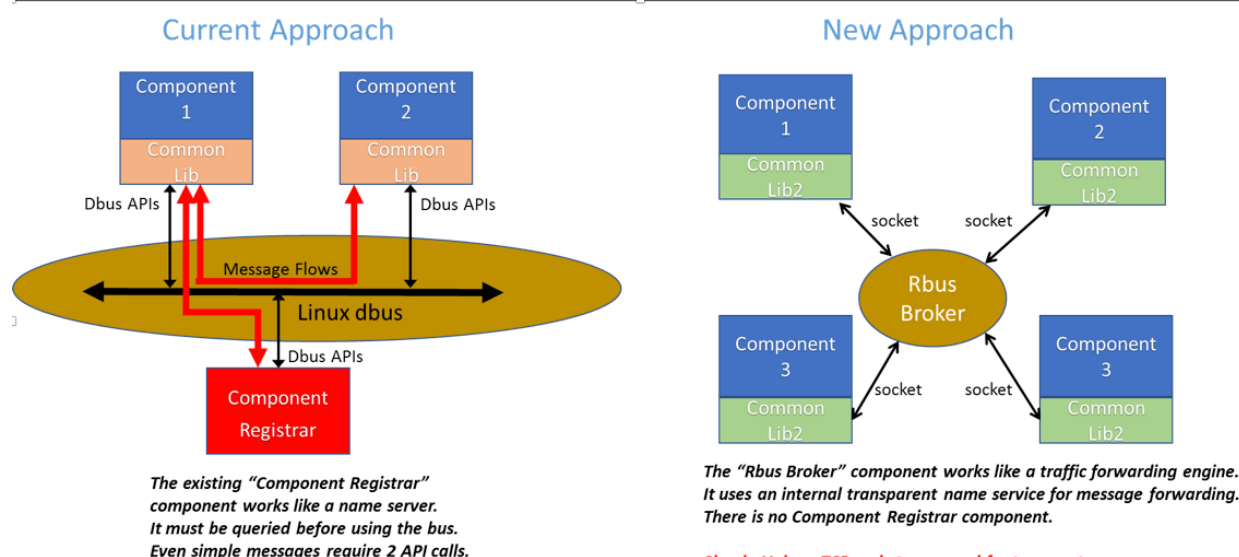 Current Approach
Component
1
Common
Lib
Component
2
Common
Lib
Dbus APIs
Dbus APIs
Message Flows
Linux dbus
Dbus APIs
Component
Registrar
The existing “Component Registrar”
component works like a name server.
It must be queried before using the bus.
Even simple messages require 2 API calls.
New Approach
Component
1
Common
Lib2
Component
2
Common
Lib2
socket
socket
Rbus
Broker
Component
3
Common
Lib2
Component
3
Common
Lib2
socket
socket
The “Rbus Broker” component works like a traffic forwarding engine.
It uses an internal transparent name service for message forwarding.
There is no Component Registrar component.